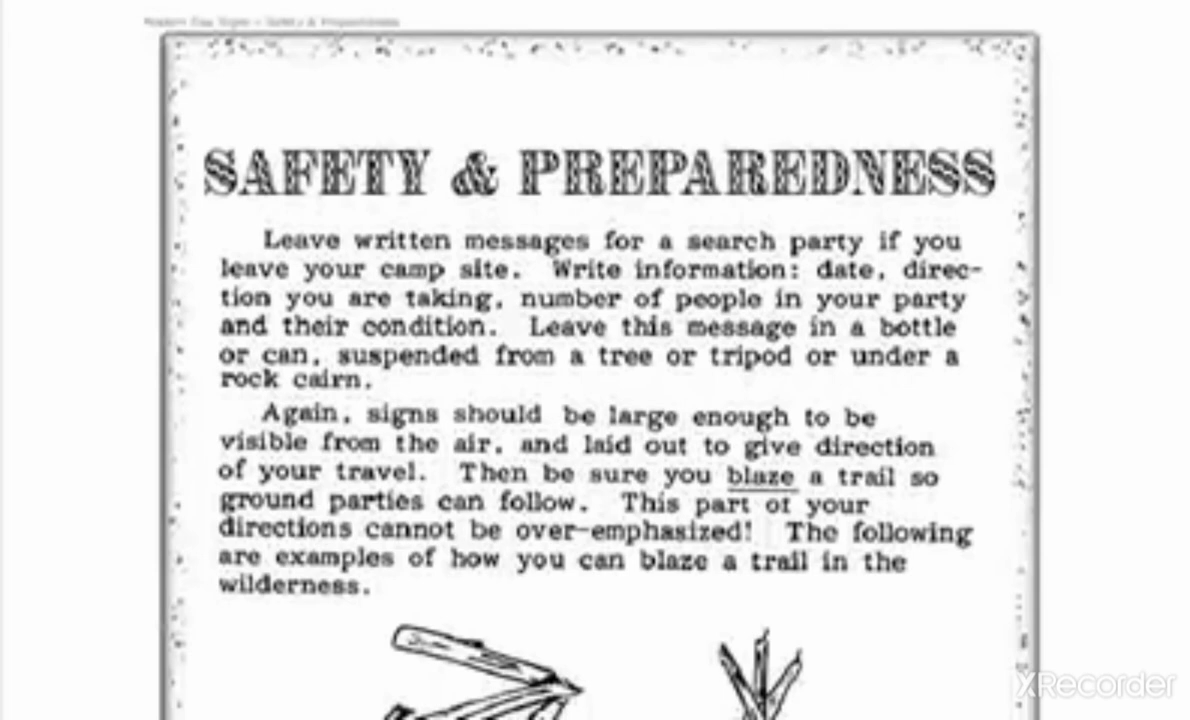 SAFETY & PREPAREDNESS
Leave written messages for a search party if you
leave your camp site. Write information: date, direc-
tion you are taking, number of people in your party
and their condition. Leave this message in a bottle
or can, suspended from a tree or tripod or under a
rock cairn.
Again, signs should be large enough to be
visible from the air, and laid out to give direction
of your travel. Then be sure you blaze a trail so
ground parties can follow. This part of your
directions cannot be over-emphasized! The following
are examples of how you can blaze a trail in the
wilderness.
XRecorder